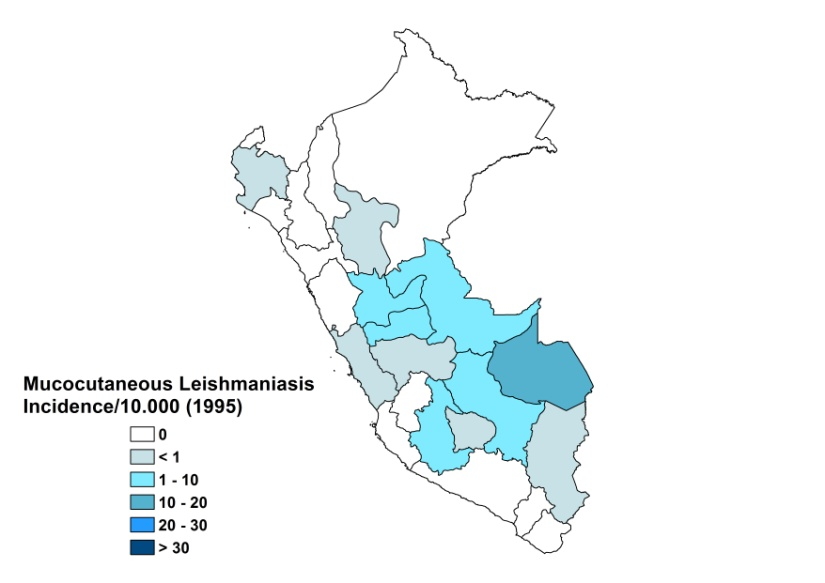 Mucocutaneous Leishmaniasis
Incidence/10.000 (1995)
0
< 1
1 - 10
10 - 20
20 - 30
> 30